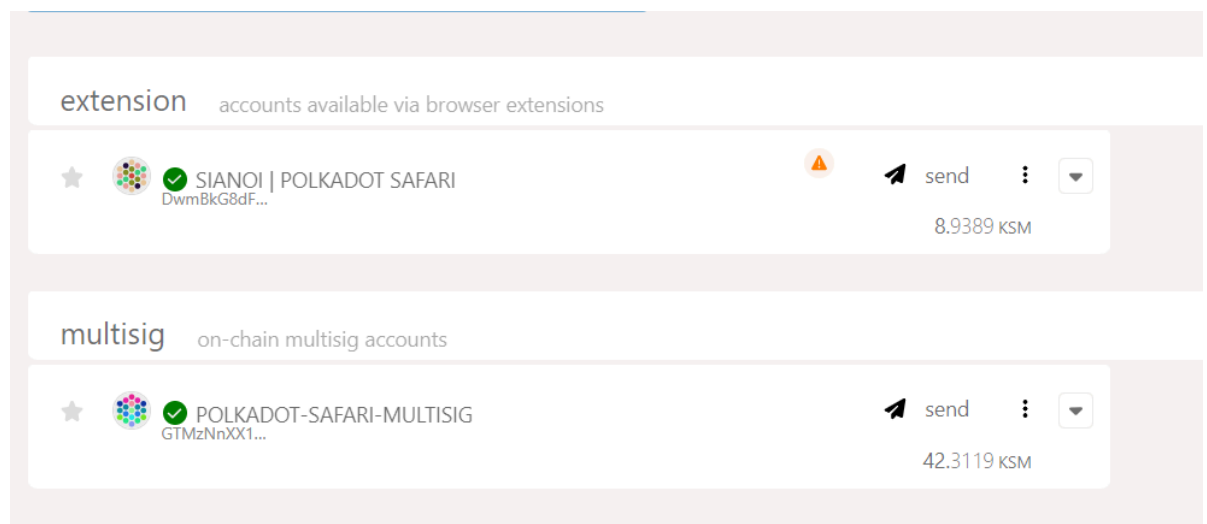 extension accounts available via browser extensions
SIANOI | POLKADOT SAFARI send
DwmBkG8dF...
8.9389 KSM
multisig on-chain multisig accounts
POLKADOT-SAFARI-MULTISIG send
GTMzNnXX1...
42.3119 KSM